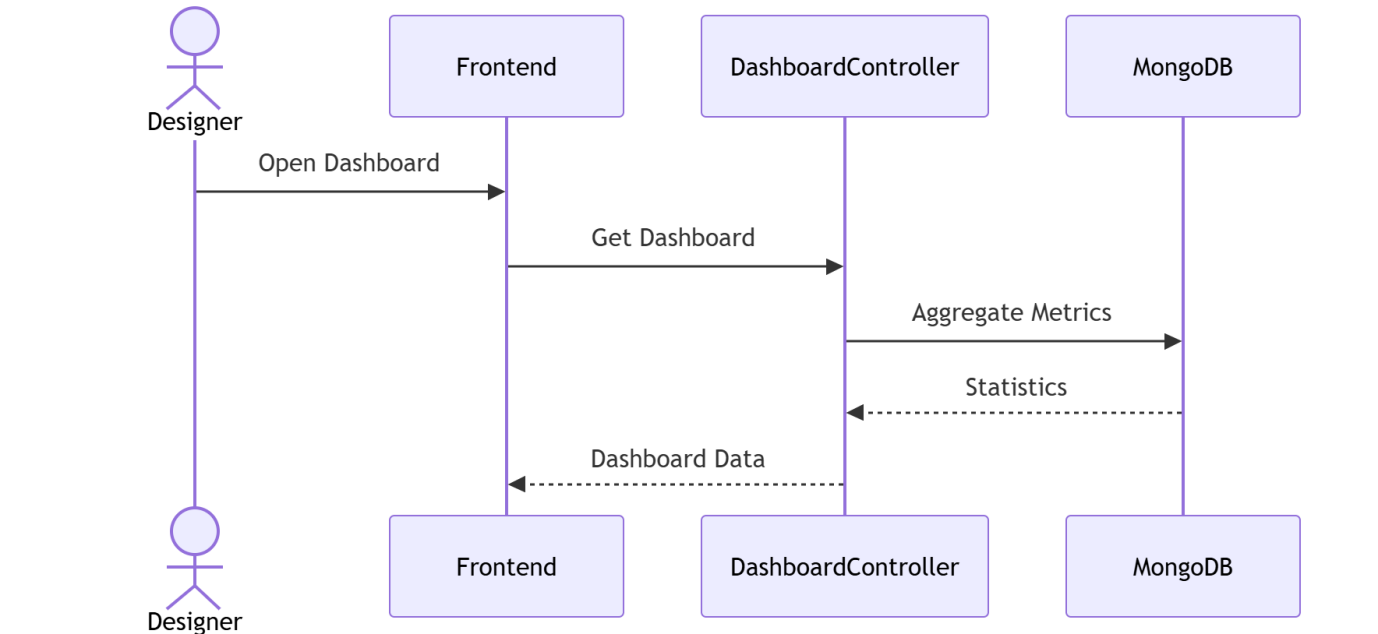 Designer
Frontend
DashboardController
MongoDB
Open Dashboard
Get Dashboard
Aggregate Metrics
Statistics
Dashboard Data
Designer
Frontend
DashboardController
MongoDB